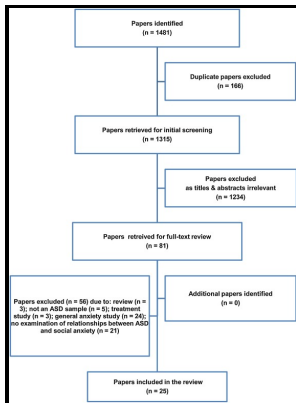 Papers identified
(n = 1481)
Duplicate papers excluded
(n = 166)
Papers retrieved for initial screening
(n = 1315)
Papers excluded
as titles & abstracts irrelevant
(n = 1234)
Papers retreived for full-text review
(n = 81)
Papers excluded (n = 56) due to: review (n =
3); not an ASD sample (n = 5); treatment
study (n = 3); general anxiety study (n = 24);
no examination of relationships between ASD
and social anxiety (n = 21)
Additional papers identified
(n = 0)
Papers included in the review
(n = 25)